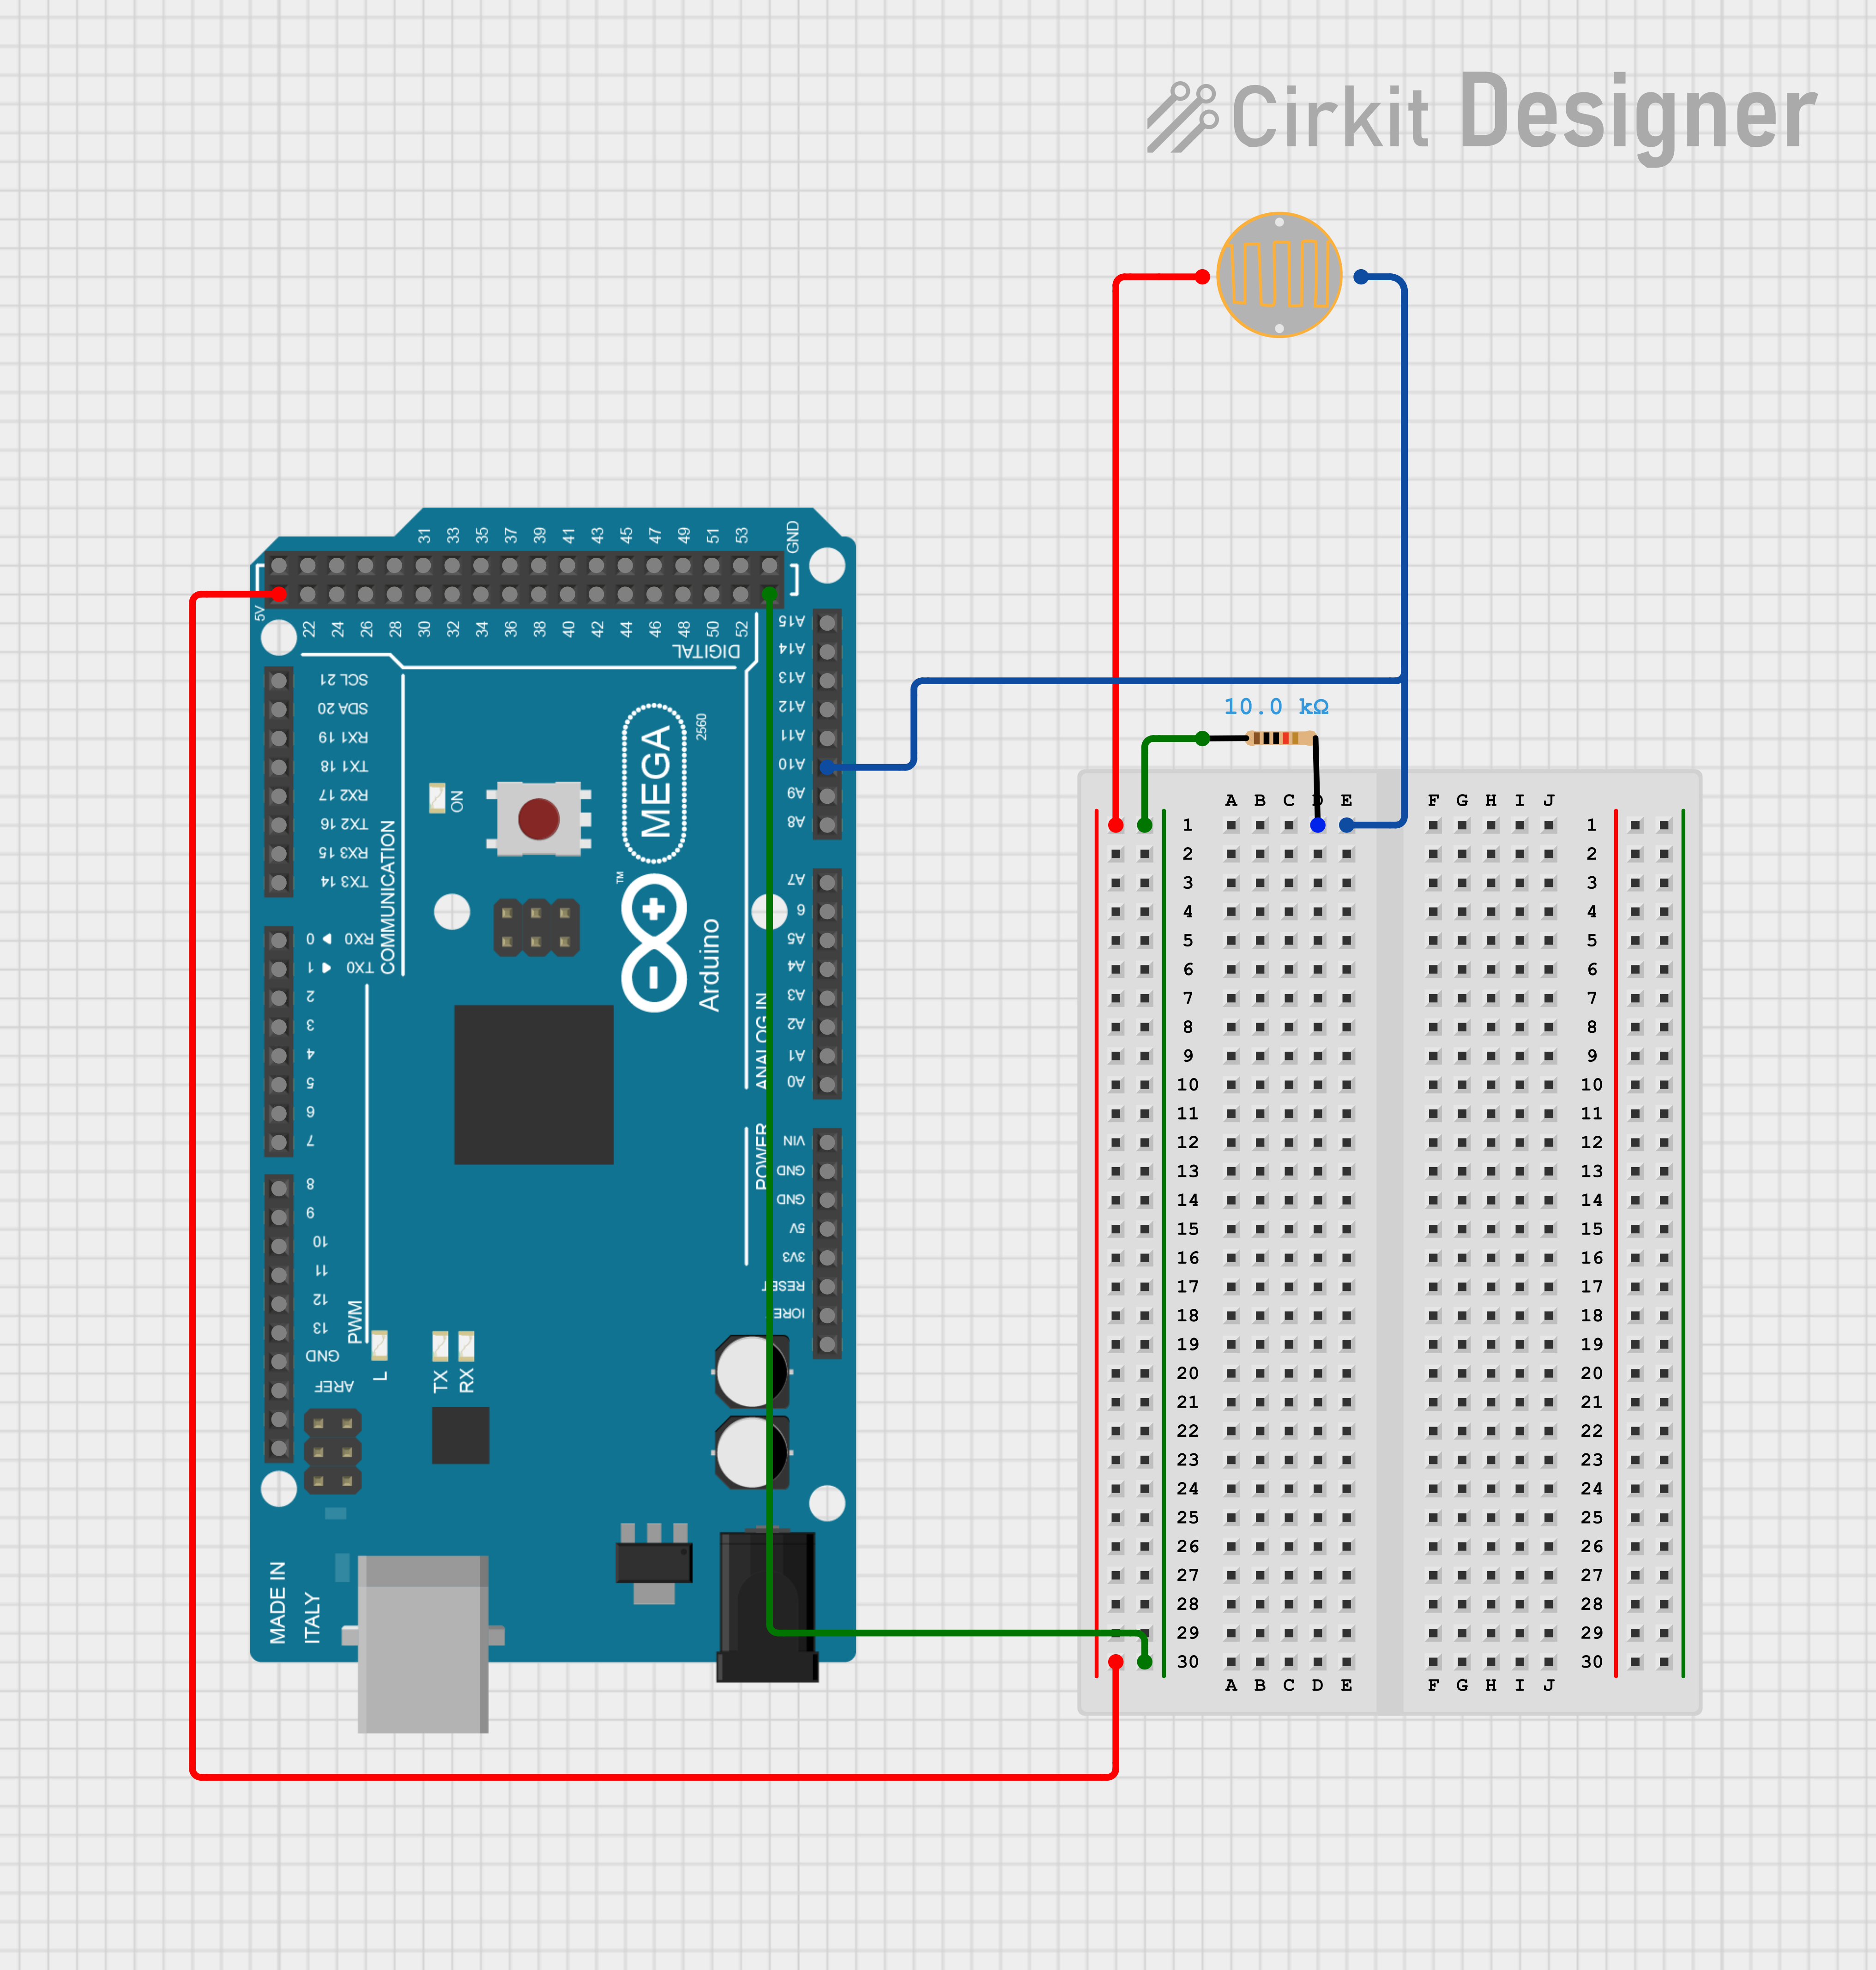 Cirkit Designer
31 33 35 37 39 41 43 45 47 49 51 53 GND
5V
22 24 26 28 30 32 34 36 38 40 42 44 46 48 50 52
DIGITAL
A15
A14
A13
A12
A11
A10
A9
A8
A7
6
A5
A4
A3
A2
A1
A0
ANALOG IN
POWER
VIN
GND
GND
5V
3V3
RESET
IORE
SCL 21
SDA 20
RX1 19
TX1 18
RX2 17
TX2 16
RX3 15
TX3 14
COMMUNICATION
RX0 0
TX0 1
2
3
4
5
6
7
8
9
10
11
12
13
GND
AREF
PWM
L
TX
RX
ON
MEGA
2560
TM
Arduino
MADE IN
ITALY
10.0 kΩ
A B C D E F G H I J
1 1
2 2
3 3
4 4
5 5
6 6
7 7
8 8
9 9
10 10
11 11
12 12
13 13
14 14
15 15
16 16
17 17
18 18
19 19
20 20
21 21
22 22
23 23
24 24
25 25
26 26
27 27
28 28
29 29
30 30
A B C D E F G H I J